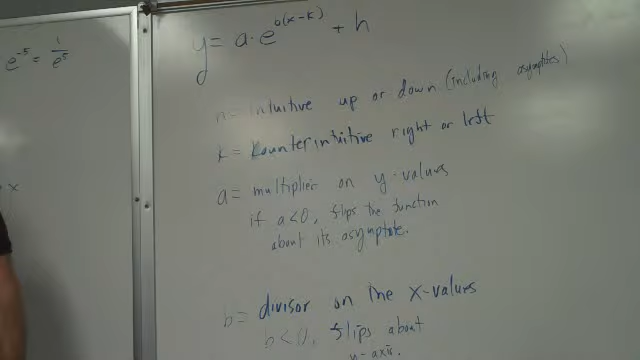 e^-5 = 1/e^5
x
y = a·e^b(x-k) + h
h = intuitive up or down (including asymptotes)
k = kounterintuitive right or left
a = multiplier on y-values
if a<0, flips the function
about its asymptote.
b = divisor on the x-values
b<0, flips about
y-axis.